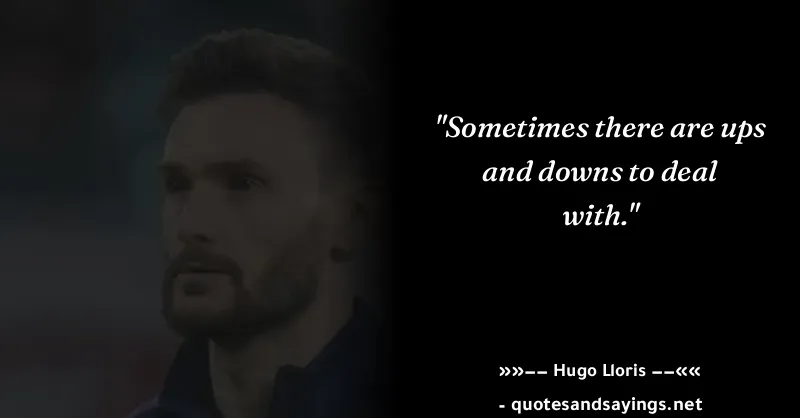 "Sometimes there are ups
and downs to deal
with."
»»−− Hugo Lloris −−««
- quotesandsayings.net